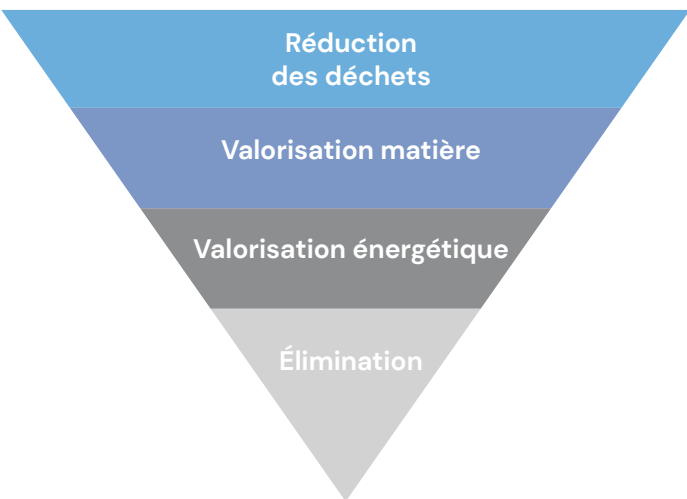 Réduction
des déchets
Valorisation matière
Valorisation énergétique
Élimination